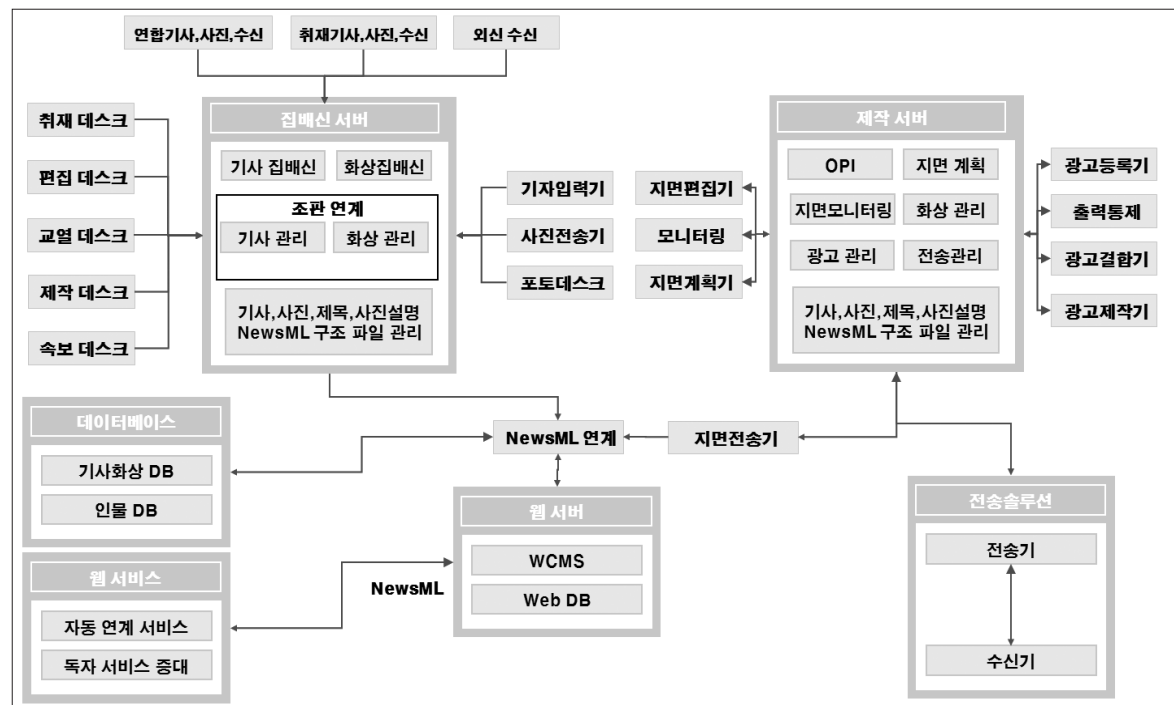 연합기사,사진,수신
취재기사,사진,수신
외신 수신
취재 데스크
편집 데스크
교열 데스크
제작 데스크
속보 데스크
집배신 서버
기사 집배신
화상집배신
조판 연계
기사 관리
화상 관리
기사,사진,제목,사진설명
NewsML 구조 파일 관리
기자입력기
사진전송기
포토데스크
지면편집기
모니터링
지면계획기
제작 서버
OPI
지면 계획
지면모니터링
화상 관리
광고 관리
전송관리
기사,사진,제목,사진설명
NewsML 구조 파일 관리
광고등록기
출력통제
광고결합기
광고제작기
데이터베이스
기사화상 DB
인물 DB
NewsML 연계
지면전송기
웹 서버
WCMS
Web DB
웹 서비스
자동 연계 서비스
독자 서비스 증대
NewsML
전송솔루션
전송기
수신기